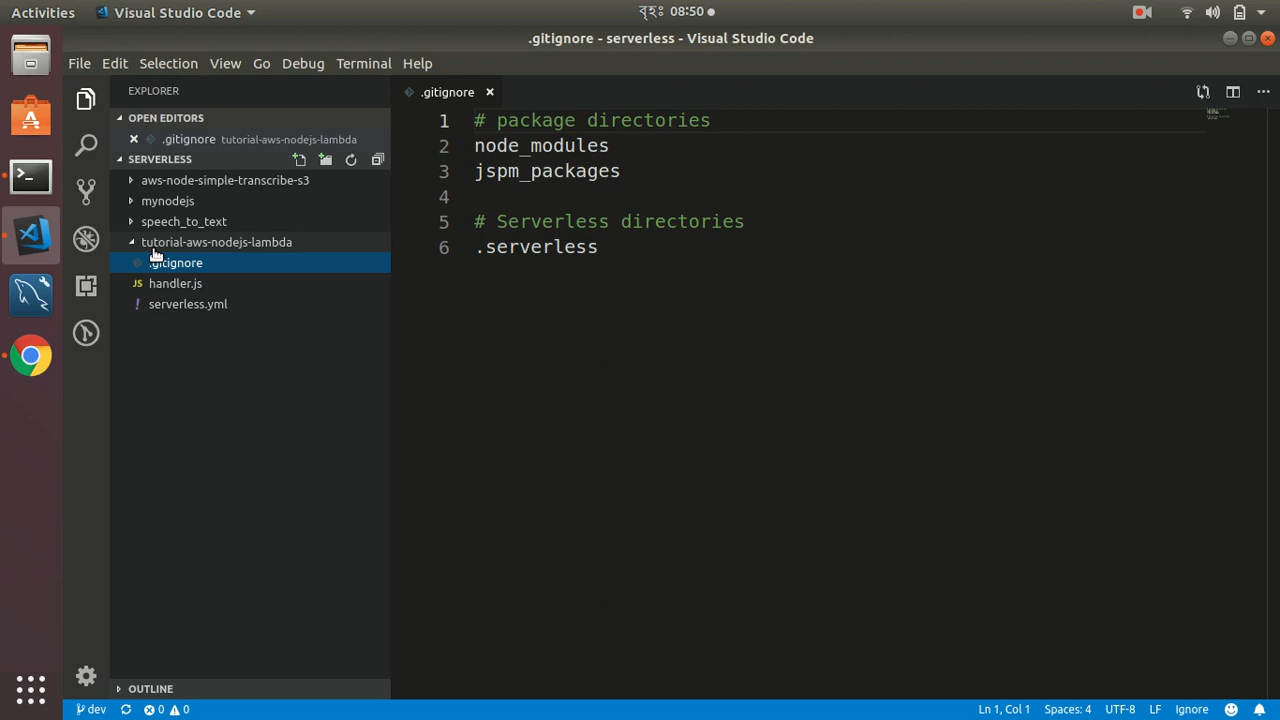 Activities
Visual Studio Code
বৃহঃ 08:50
.gitignore - serverless - Visual Studio Code
File Edit Selection View Go Debug Terminal Help
EXPLORER
OPEN EDITORS
.gitignore tutorial-aws-nodejs-lambda
SERVERLESS
aws-node-simple-transcribe-s3
mynodejs
speech_to_text
tutorial-aws-nodejs-lambda
.gitignore
JS handler.js
! serverless.yml
OUTLINE
.gitignore
1 # package directories
2 node_modules
3 jspm_packages
4
5 # Serverless directories
6 .serverless
dev 0 0 Ln 1, Col 1 Spaces: 4 UTF-8 LF Ignore